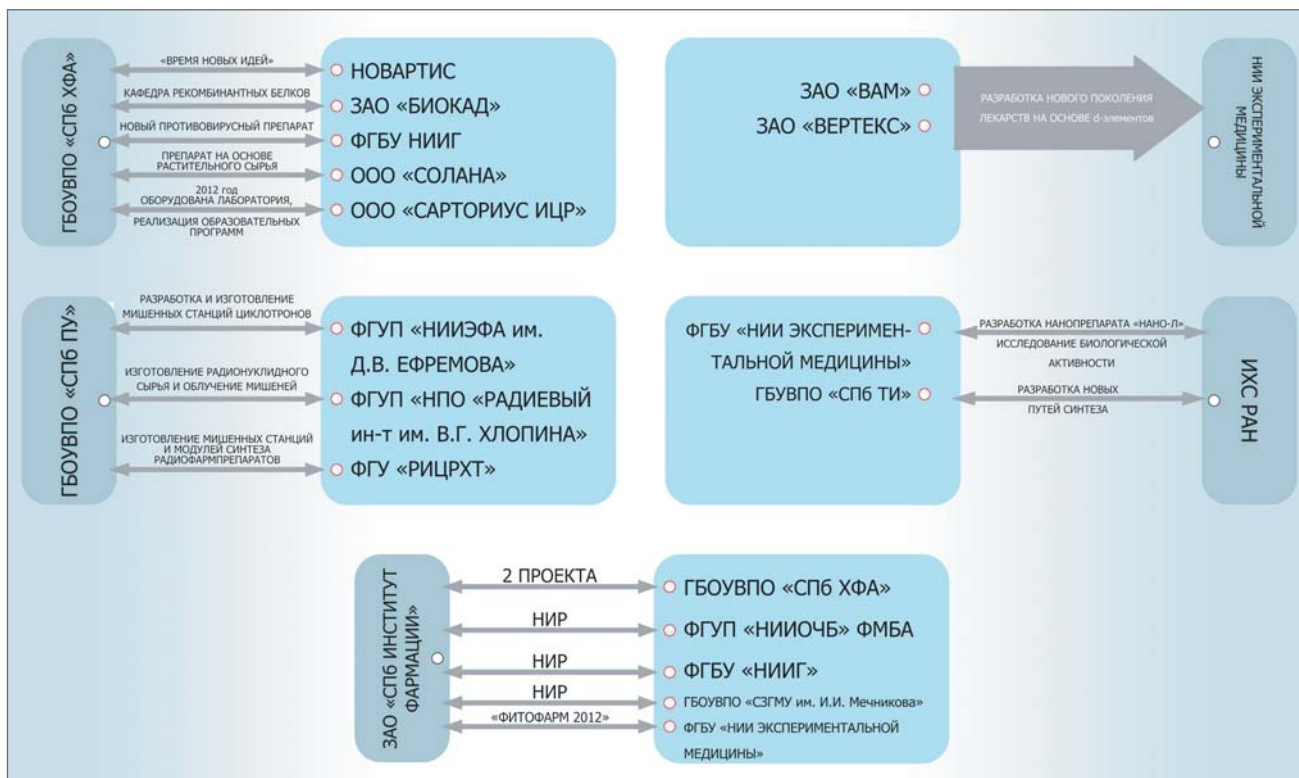 ГБОУВПО «СПб ХФА»
«ВРЕМЯ НОВЫХ ИДЕЙ»
КАФЕДРА РЕКОМБИНАНТНЫХ БЕЛКОВ
НОВЫЙ ПРОТИВОВИРУСНЫЙ ПРЕПАРАТ
ПРЕПАРАТ НА ОСНОВЕ
РАСТИТЕЛЬНОГО СЫРЬЯ
2012 год
ОБОРУДОВАНА ЛАБОРАТОРИЯ,
РЕАЛИЗАЦИЯ ОБРАЗОВАТЕЛЬНЫХ
ПРОГРАММ
НОВАРТИС
ЗАО «БИОКАД»
ФГБУ НИИГ
ООО «СОЛАНА»
ООО «САРТОРИУС ИЦР»
ЗАО «ВАМ»
ЗАО «ВЕРТЕКС»
РАЗРАБОТКА НОВОГО ПОКОЛЕНИЯ
ЛЕКАРСТВ НА ОСНОВЕ d-элементов
НИИ ЭКСПЕРИМЕНТАЛЬНОЙ
МЕДИЦИНЫ
ГБОУВПО «СПб ПУ»
РАЗРАБОТКА И ИЗГОТОВЛЕНИЕ
МИШЕННЫХ СТАНЦИЙ ЦИКЛОТРОНОВ
ИЗГОТОВЛЕНИЕ РАДИОНУКЛИДНОГО
СЫРЬЯ И ОБЛУЧЕНИЕ МИШЕНЕЙ
ИЗГОТОВЛЕНИЕ МИШЕННЫХ СТАНЦИЙ
И МОДУЛЕЙ СИНТЕЗА
РАДИОФАРМПРЕПАРАТОВ
ФГУП «НИИЭФА им.
Д.В. ЕФРЕМОВА»
ФГУП «НПО «РАДИЕВЫЙ
ин-т им. В.Г. ХЛОПИНА»
ФГУ «РИЦРХТ»
ФГБУ «НИИ ЭКСПЕРИМЕН-
ТАЛЬНОЙ МЕДИЦИНЫ»
ГБУВПО «СПб ТИ»
РАЗРАБОТКА НАНОПРЕПАРАТА «НАНО-Л»
ИССЛЕДОВАНИЕ БИОЛОГИЧЕСКОЙ
АКТИВНОСТИ
РАЗРАБОТКА НОВЫХ
ПУТЕЙ СИНТЕЗА
ИХС РАН
ЗАО «СПб ИНСТИТУТ
ФАРМАЦИИ»
2 ПРОЕКТА
НИР
НИР
НИР
«ФИТОФАРМ 2012»
ГБОУВПО «СПб ХФА»
ФГУП «НИИОЧБ» ФМБА
ФГБУ «НИИГ»
ГБОУВПО «СЗГМУ им. И.И. Мечникова»
ФГБУ «НИИ ЭКСПЕРИМЕНТАЛЬНОЙ
МЕДИЦИНЫ»